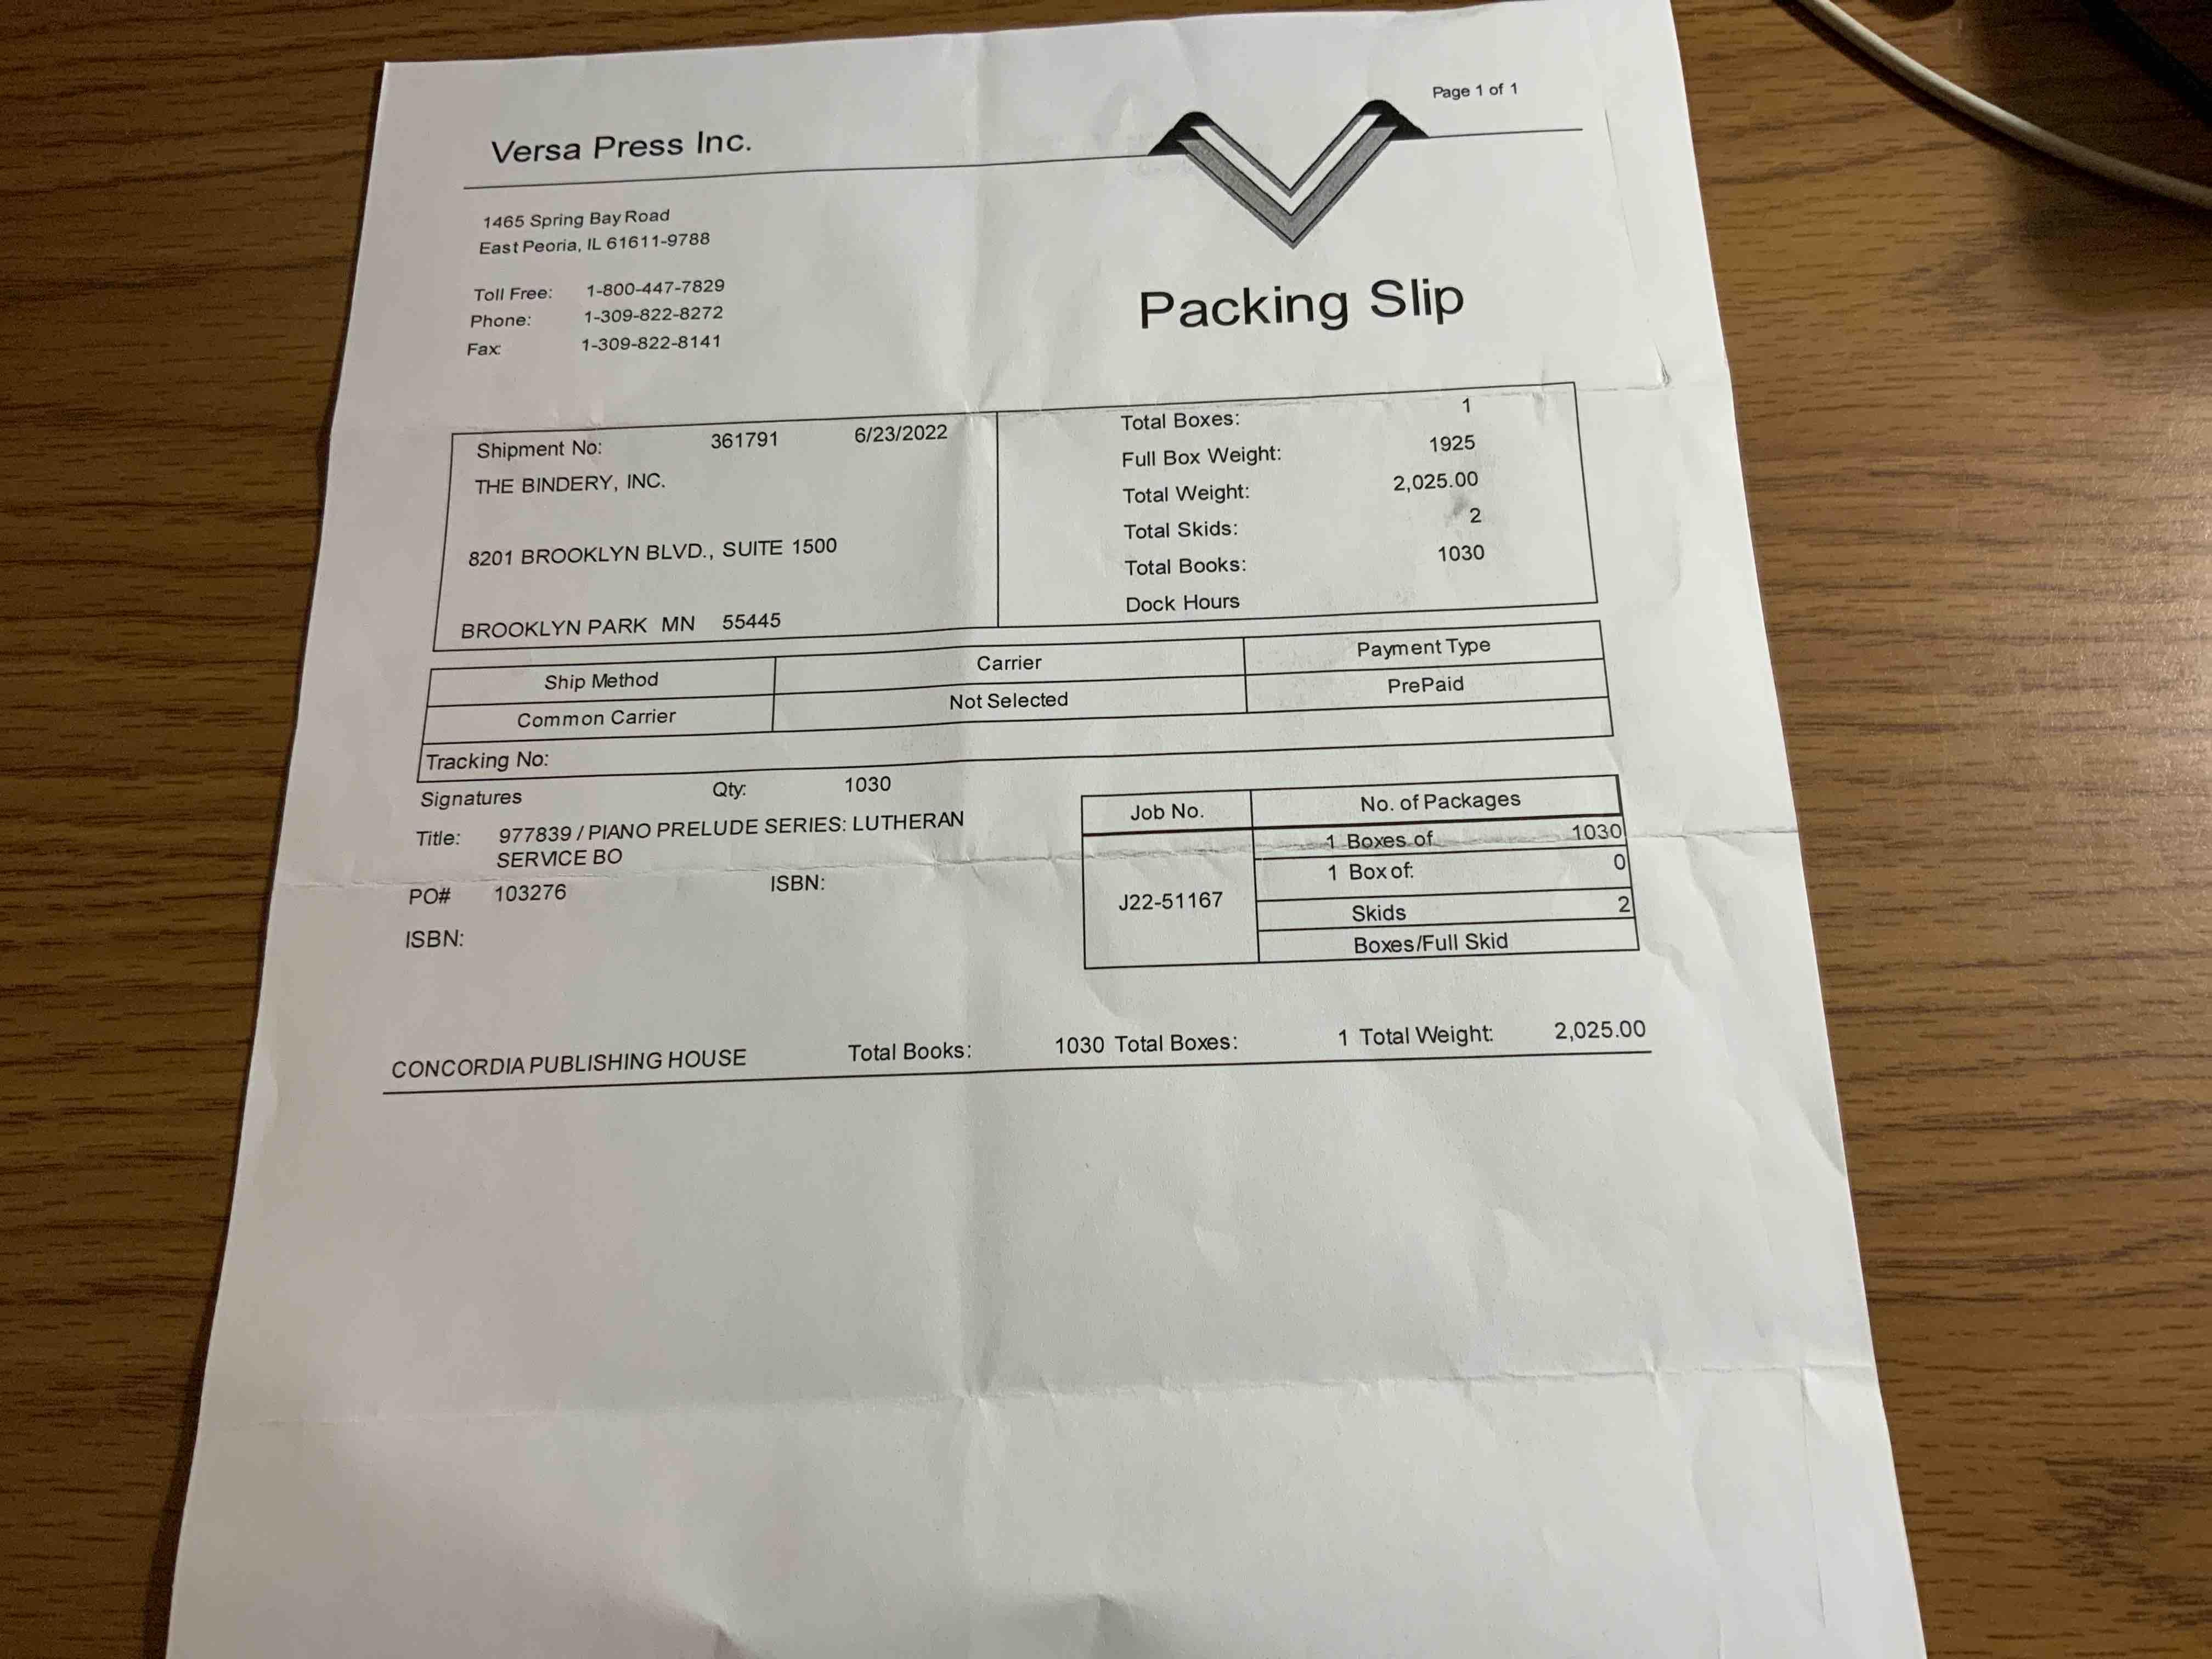 Page 1 of 1
Versa Press Inc.
1465 Spring Bay Road
East Peoria, IL 61611-9788
Toll Free: 1-800-447-7829
Phone: 1-309-822-8272
Fax: 1-309-822-8141
Packing Slip
Shipment No: 361791 6/23/2022
THE BINDERY, INC.
8201 BROOKLYN BLVD., SUITE 1500
BROOKLYN PARK MN 55445
Total Boxes: 1
Full Box Weight: 1925
Total Weight: 2,025.00
Total Skids: 2
Total Books: 1030
Dock Hours
Ship Method Carrier Payment Type
Common Carrier Not Selected PrePaid
Tracking No:
Signatures Qty: 1030
Title: 977839 / PIANO PRELUDE SERIES: LUTHERAN
SERVICE BO
PO# 103276 ISBN:
ISBN:
Job No. No. of Packages
J22-51167
1 Boxes of 1030
1 Box of: 0
Skids 2
Boxes/Full Skid
CONCORDIA PUBLISHING HOUSE Total Books: 1030 Total Boxes: 1 Total Weight: 2,025.00